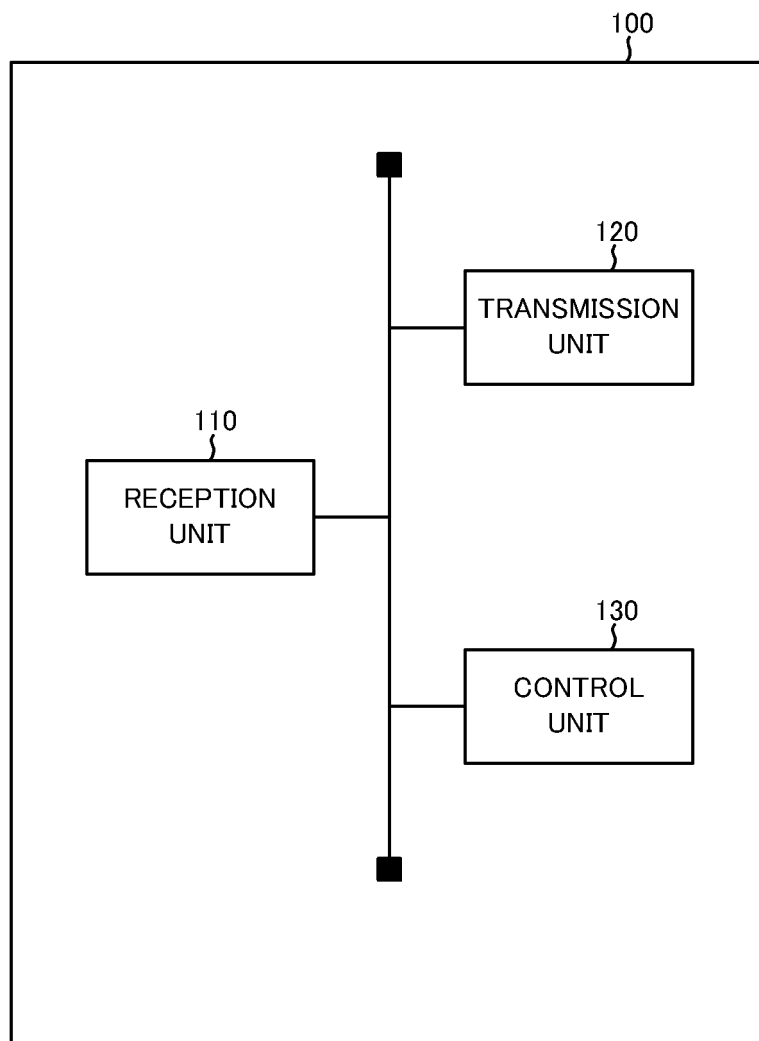 100
120
TRANSMISSION
UNIT
110
RECEPTION
UNIT
130
CONTROL
UNIT